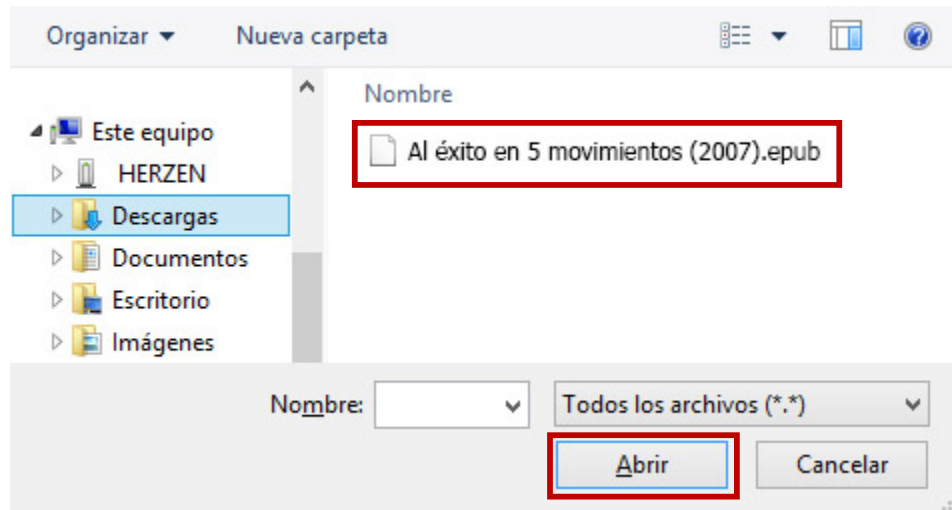 Organizar Nueva carpeta
Nombre
Este equipo
Al éxito en 5 movimientos (2007).epub
HERZEN
Descargas
Documentos
Escritorio
Imágenes
Nombre: Todos los archivos (*.*)
Abrir Cancelar